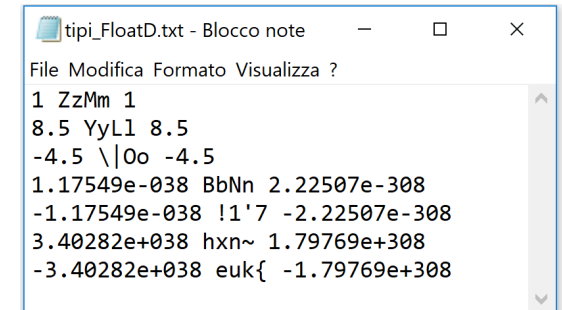 tipi_FloatD.txt - Blocco note
File Modifica Formato Visualizza ?
1 ZzMm 1
8.5 YyLl 8.5
-4.5 \|Oo -4.5
1.17549e-038 BbNn 2.22507e-308
-1.17549e-038 !1'7 -2.22507e-308
3.40282e+038 hxn~ 1.79769e+308
-3.40282e+038 euk{ -1.79769e+308